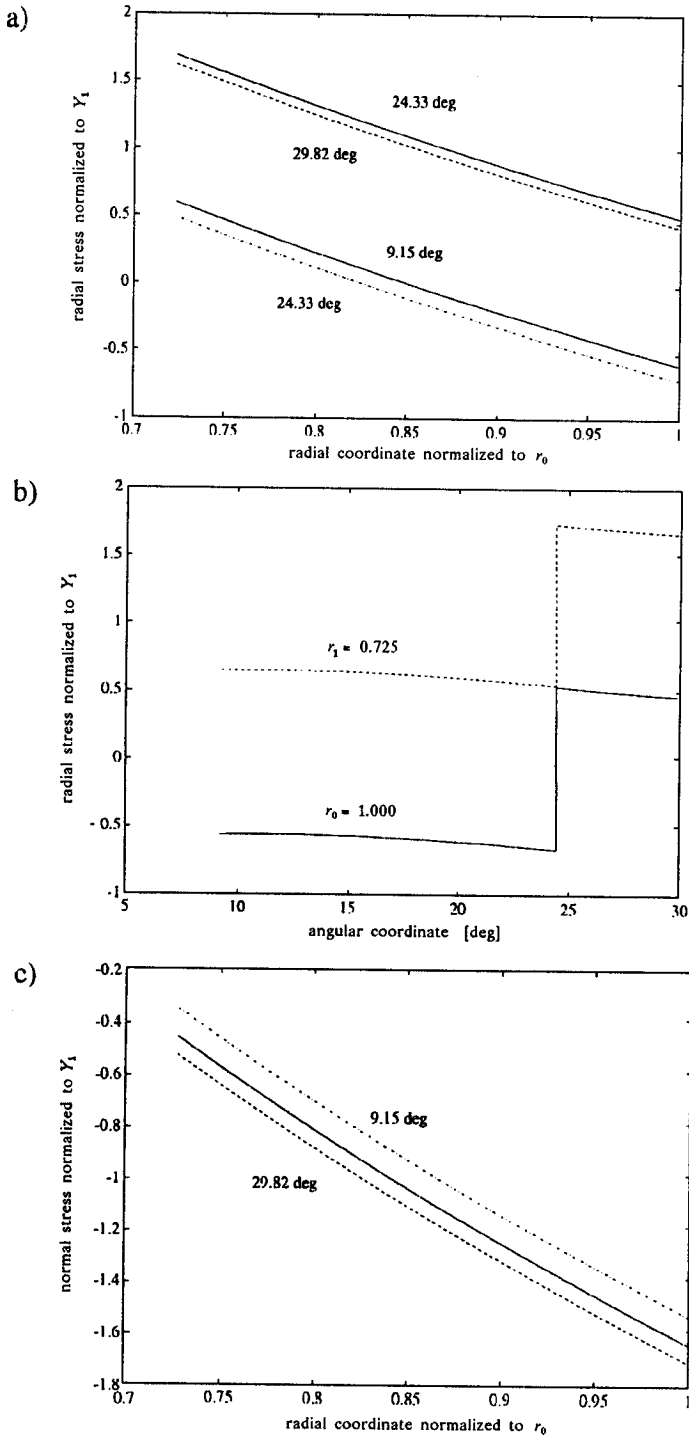 a)
2
1.5
1
0.5
0
-0.5
-1
radial stress normalized to Y1
24.33 deg
29.82 deg
9.15 deg
24.33 deg
0.7
0.75
0.8
0.85
0.9
0.95
1
radial coordinate normalized to r0
b)
2
1.5
1
0.5
0
- 0.5
-1
radial stress normalized to Y1
r1 = 0.725
r0 = 1.000
5
10
15
20
25
30
angular coordinate [deg]
c)
-0.2
-0.4
-0.6
-0.8
-1
-1.2
-1.4
-1.6
-1.8
normal stress normalized to Y1
9.15 deg
29.82 deg
0.7
0.75
0.8
0.85
0.9
0.95
1
radial coordinate normalized to r0